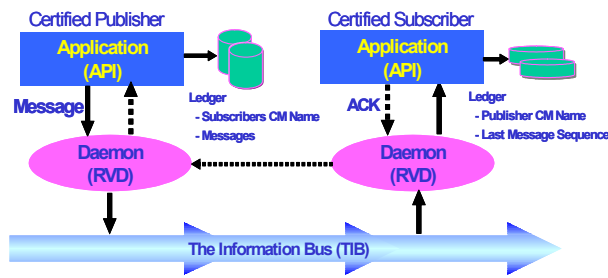 Certified Publisher
Application
(API)
Message
Ledger
- Subscribers CM Name
- Messages
Daemon
(RVD)
Certified Subscriber
Application
(API)
ACK
Ledger
- Publisher CM Name
- Last Message Sequence
Daemon
(RVD)
The Information Bus (TIB)